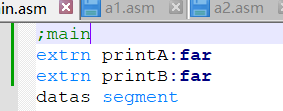 in.asm a1.asm a2.asm
;main
extrn printA:far
extrn printB:far
datas segment